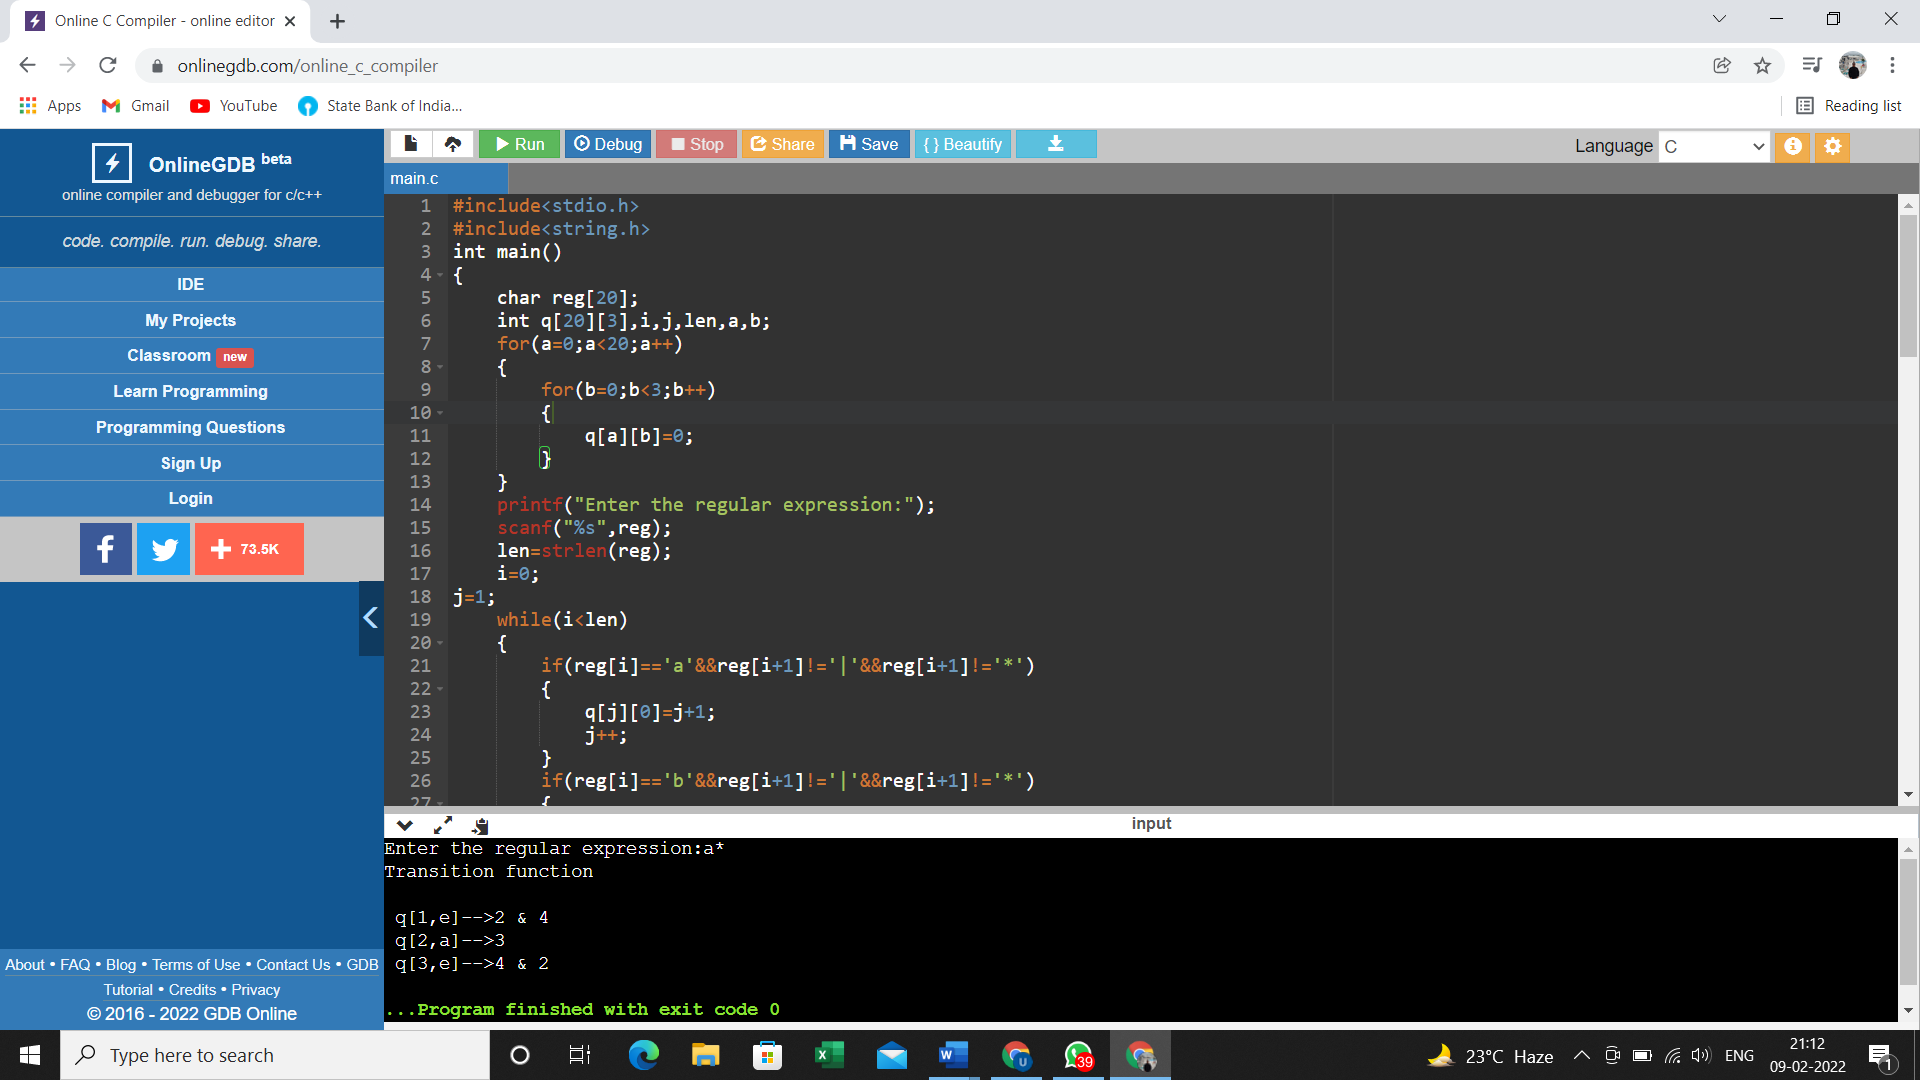 Online C Compiler - online editor
onlinegdb.com/online_c_compiler
Apps Gmail YouTube State Bank of India... Reading list
OnlineGDB beta
online compiler and debugger for c/c++
code. compile. run. debug. share.
IDE
My Projects
Classroom new
Learn Programming
Programming Questions
Sign Up
Login
73.5K
About • FAQ • Blog • Terms of Use • Contact Us • GDB
Tutorial • Credits • Privacy
© 2016 - 2022 GDB Online
Run Debug Stop Share Save { } Beautify Language C
main.c
1 #include<stdio.h>
2 #include<string.h>
3 int main()
4 {
5 char reg[20];
6 int q[20][3],i,j,len,a,b;
7 for(a=0;a<20;a++)
8 {
9 for(b=0;b<3;b++)
10 {
11 q[a][b]=0;
12 }
13 }
14 printf("Enter the regular expression:");
15 scanf("%s",reg);
16 len=strlen(reg);
17 i=0;
18 j=1;
19 while(i<len)
20 {
21 if(reg[i]=='a'&&reg[i+1]!='|'&&reg[i+1]!='*')
22 {
23 q[j][0]=j+1;
24 j++;
25 }
26 if(reg[i]=='b'&&reg[i+1]!='|'&&reg[i+1]!='*')
27 {
input
Enter the regular expression:a*
Transition function
q[1,e]-->2 & 4
q[2,a]-->3
q[3,e]-->4 & 2
...Program finished with exit code 0
Type here to search
39
23°C Haze
ENG
21:12
09-02-2022
1